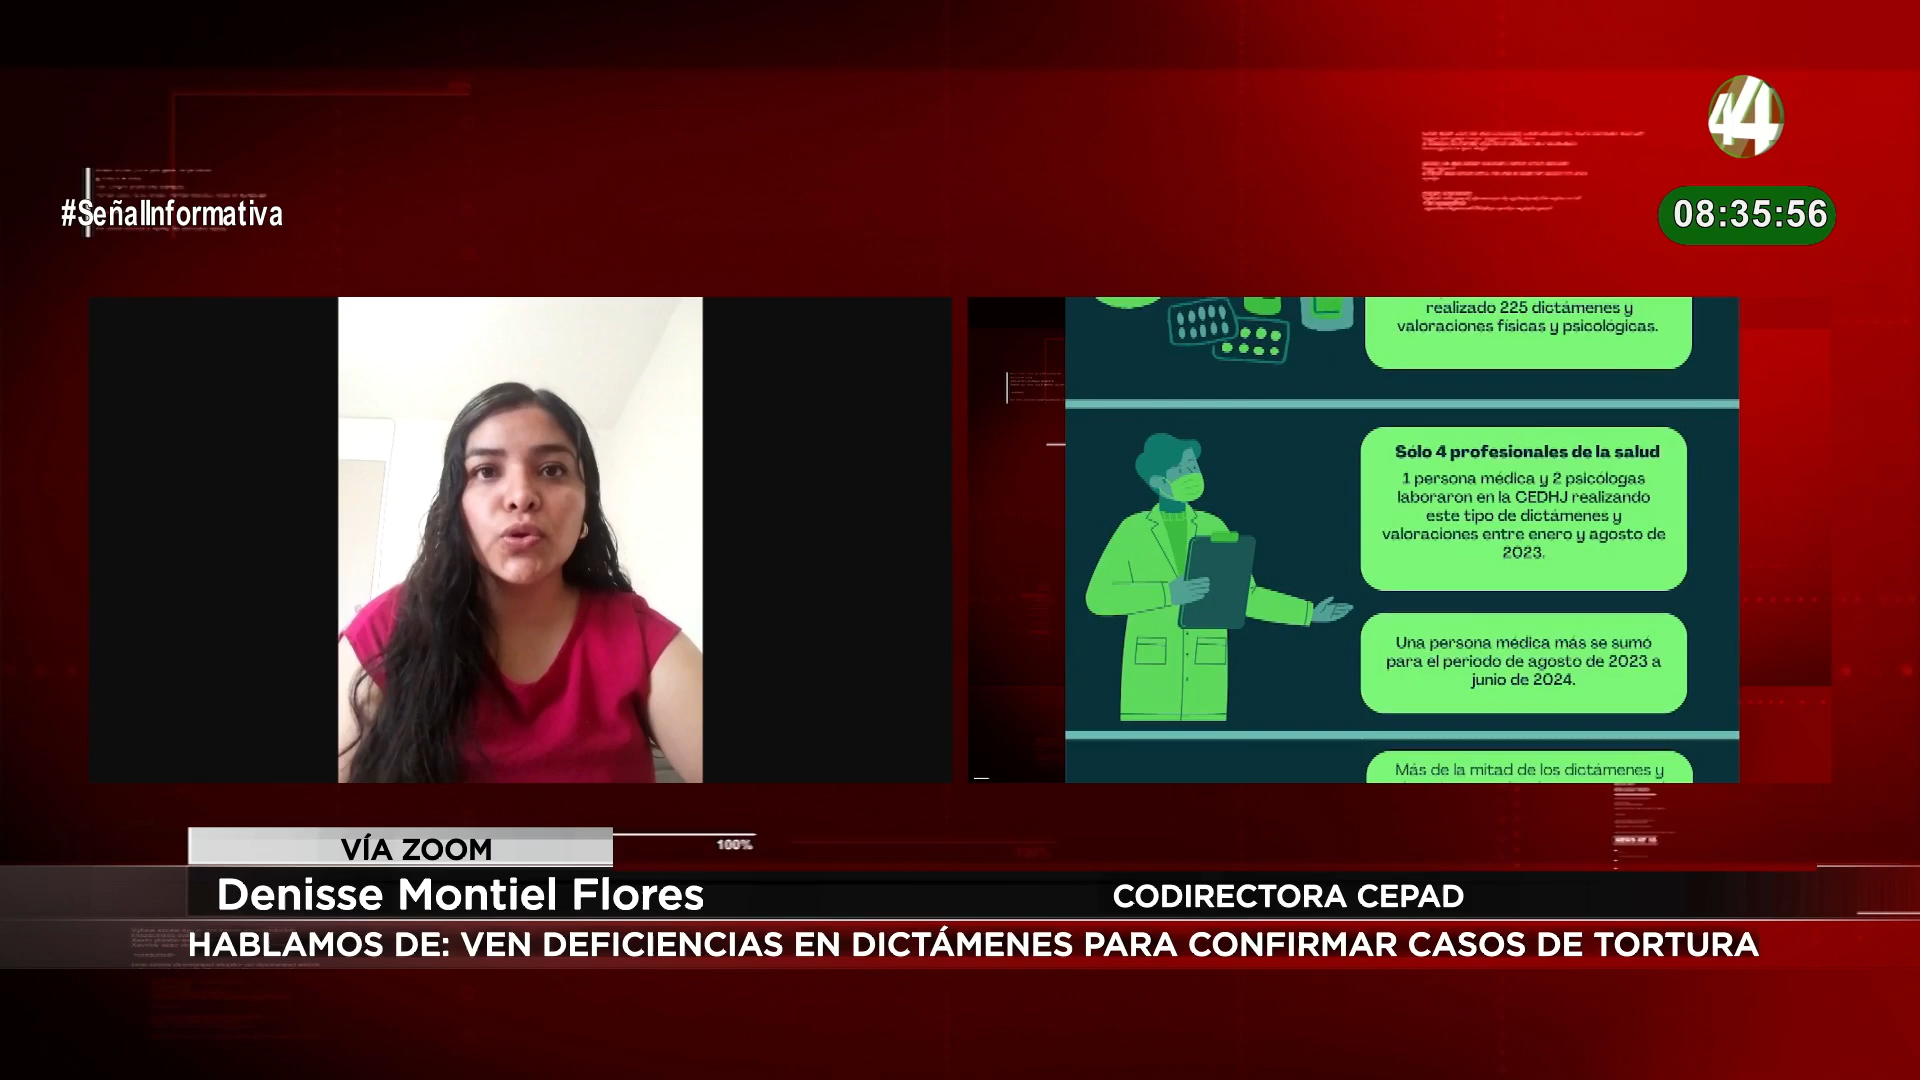 44
#SeñalInformativa
08:35:56
realizado 225 dictámenes y
valoraciones físicas y psicológicas.
Sólo 4 profesionales de la salud
1 persona médica y 2 psicólogas
laboraron en la CEDHJ realizando
este tipo de dictámenes y
valoraciones entre enero y agosto de
2023.
Una persona médica más se sumó
para el periodo de agosto de 2023 a
junio de 2024.
Más de la mitad de los dictámenes y
VÍA ZOOM
100%
Denisse Montiel Flores
CODIRECTORA CEPAD
HABLAMOS DE: VEN DEFICIENCIAS EN DICTÁMENES PARA CONFIRMAR CASOS DE TORTURA